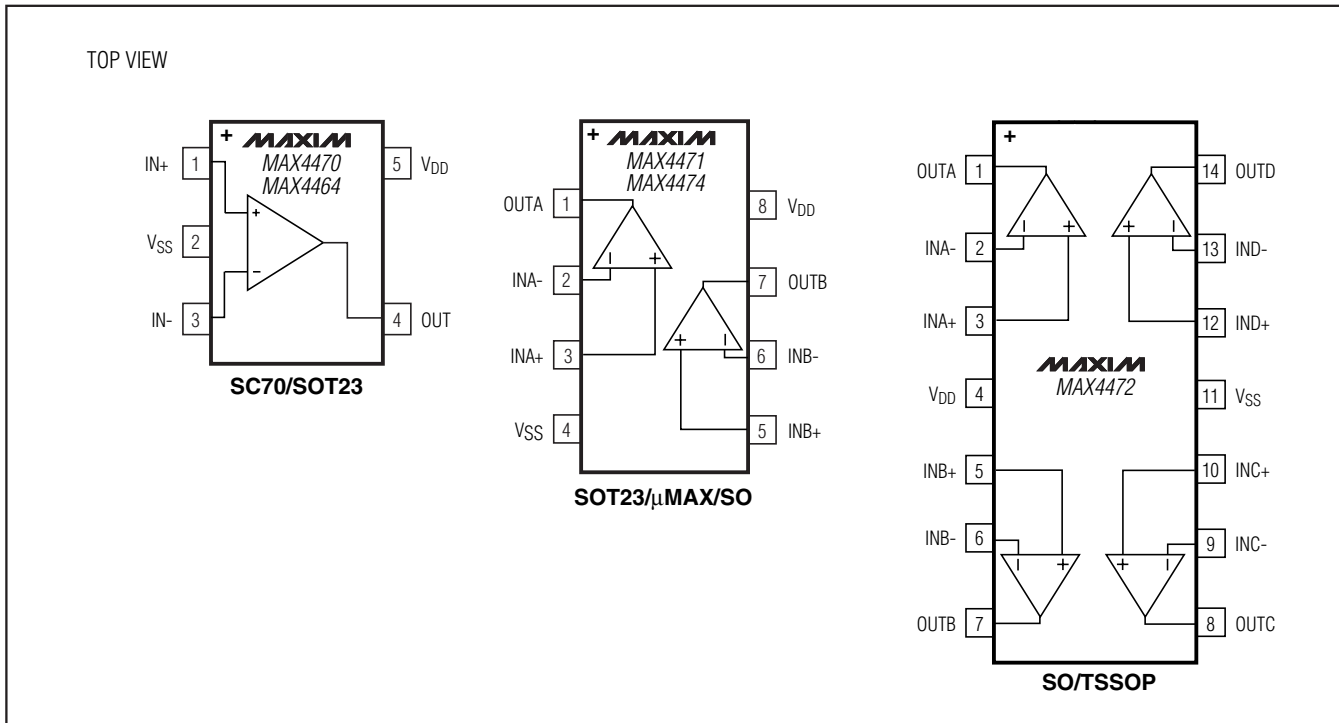 TOP VIEW
+ MAXIM
MAX4470
MAX4464
IN+ 1
VSS 2
IN- 3
5 VDD
4 OUT
+
−
SC70/SOT23
+ MAXIM
MAX4471
MAX4474
OUTA 1
INA- 2
INA+ 3
VSS 4
8 VDD
7 OUTB
6 INB-
5 INB+
− +
+ −
SOT23/µMAX/SO
+
OUTA 1
INA- 2
INA+ 3
VDD 4
INB+ 5
INB- 6
OUTB 7
14 OUTD
13 IND-
12 IND+
11 VSS
10 INC+
9 INC-
8 OUTC
− +
+ −
MAXIM
MAX4472
− +
+ −
SO/TSSOP